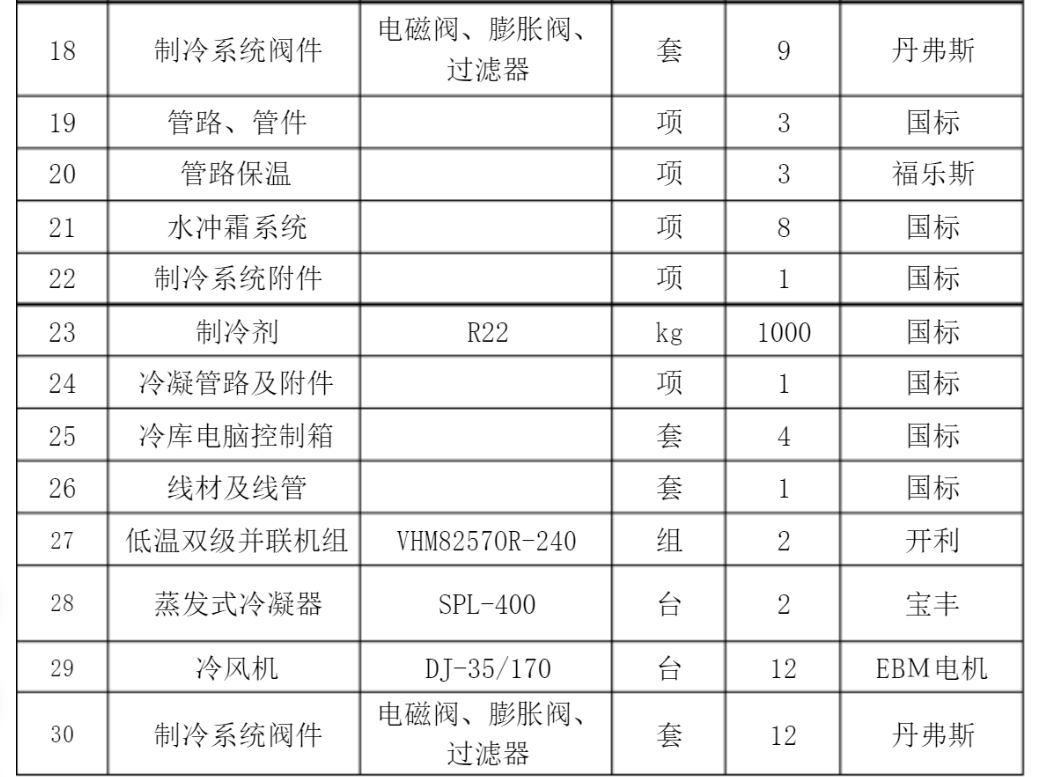 18 制冷系统阀件 电磁阀、膨胀阀、 套 9 丹弗斯
过滤器
19 管路、管件 项 3 国标
20 管路保温 项 3 福乐斯
21 水冲霜系统 项 8 国标
22 制冷系统附件 项 1 国标
23 制冷剂 R22 kg 1000 国标
24 冷凝管路及附件 项 1 国标
25 冷库电脑控制箱 套 4 国标
26 线材及线管 套 1 国标
27 低温双级并联机组 VHM82570R-240 组 2 开利
28 蒸发式冷凝器 SPL-400 台 2 宝丰
29 冷风机 DJ-35/170 台 12 EBM电机
30 制冷系统阀件 电磁阀、膨胀阀、 套 12 丹弗斯
过滤器